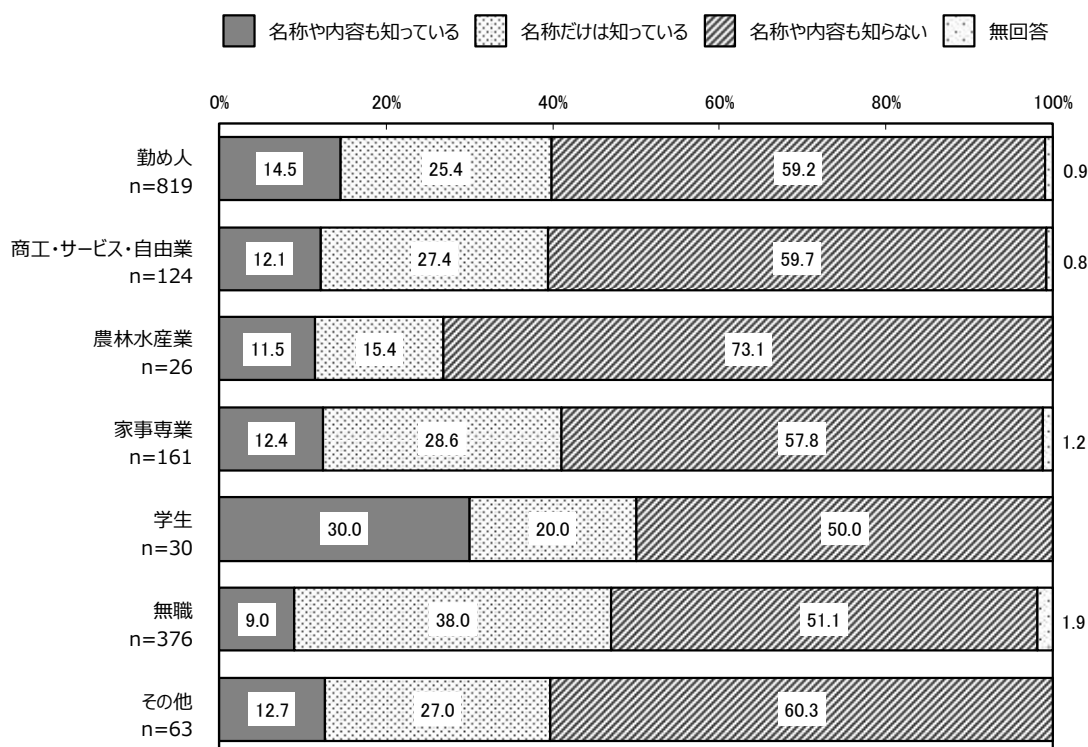 名称や内容も知っている 名称だけは知っている 名称や内容も知らない 無回答
0% 20% 40% 60% 80% 100%
勤め人
n=819
14.5 25.4 59.2 0.9
商工・サービス・自由業
n=124
12.1 27.4 59.7 0.8
農林水産業
n=26
11.5 15.4 73.1
家事専業
n=161
12.4 28.6 57.8 1.2
学生
n=30
30.0 20.0 50.0
無職
n=376
9.0 38.0 51.1 1.9
その他
n=63
12.7 27.0 60.3